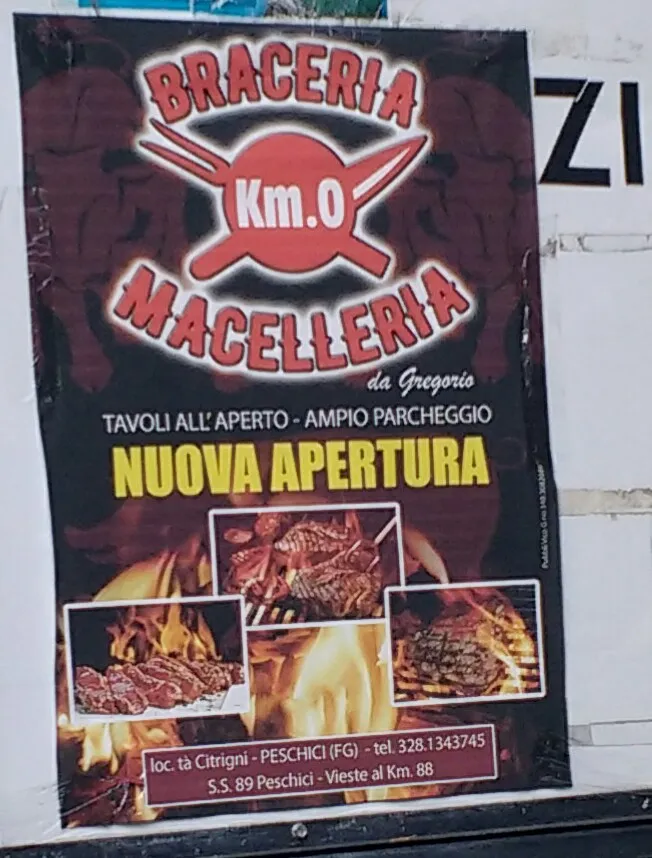 BRACERIA
Km.0
MACELLERIA
da Gregorio
TAVOLI ALL'APERTO - AMPIO PARCHEGGIO
NUOVA APERTURA
loc. tà Citrigni - PESCHICI (FG) - tel. 328.1343745
S.S. 89 Peschici - Vieste al Km. 88
ZI